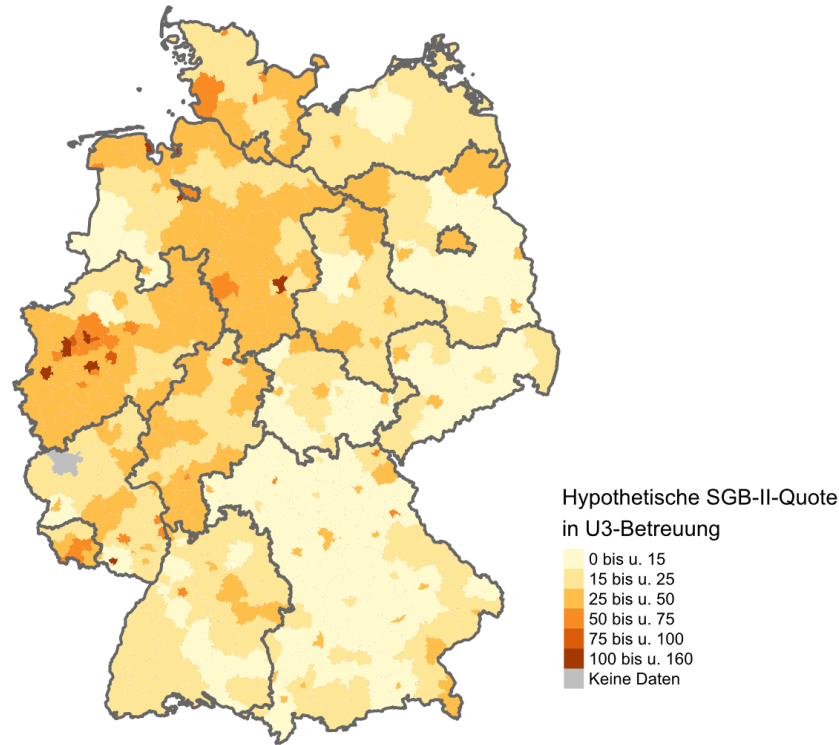 Hypothetische SGB-II-Quote
in U3-Betreuung
0 bis u. 15
15 bis u. 25
25 bis u. 50
50 bis u. 75
75 bis u. 100
100 bis u. 160
Keine Daten